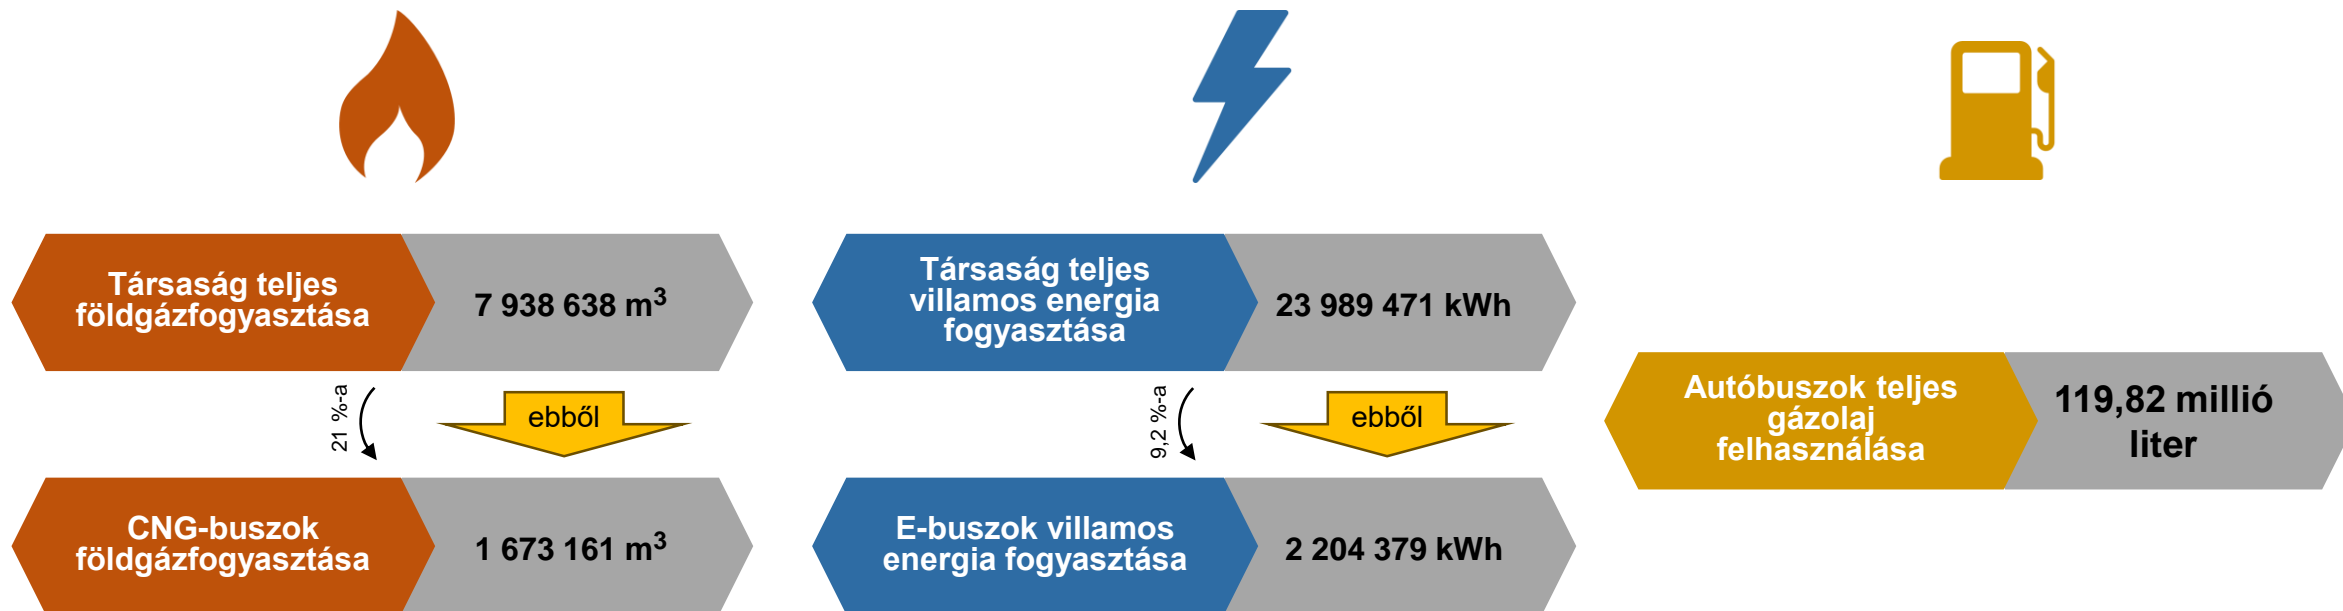 Társaság teljes
földgázfogyasztása
7 938 638 m³
21 %-a
ebből
CNG-buszok
földgázfogyasztása
1 673 161 m³
Társaság teljes
villamos energia
fogyasztása
23 989 471 kWh
9,2 %-a
ebből
E-buszok villamos
energia fogyasztása
2 204 379 kWh
Autóbuszok teljes
gázolaj
felhasználása
119,82 millió
liter